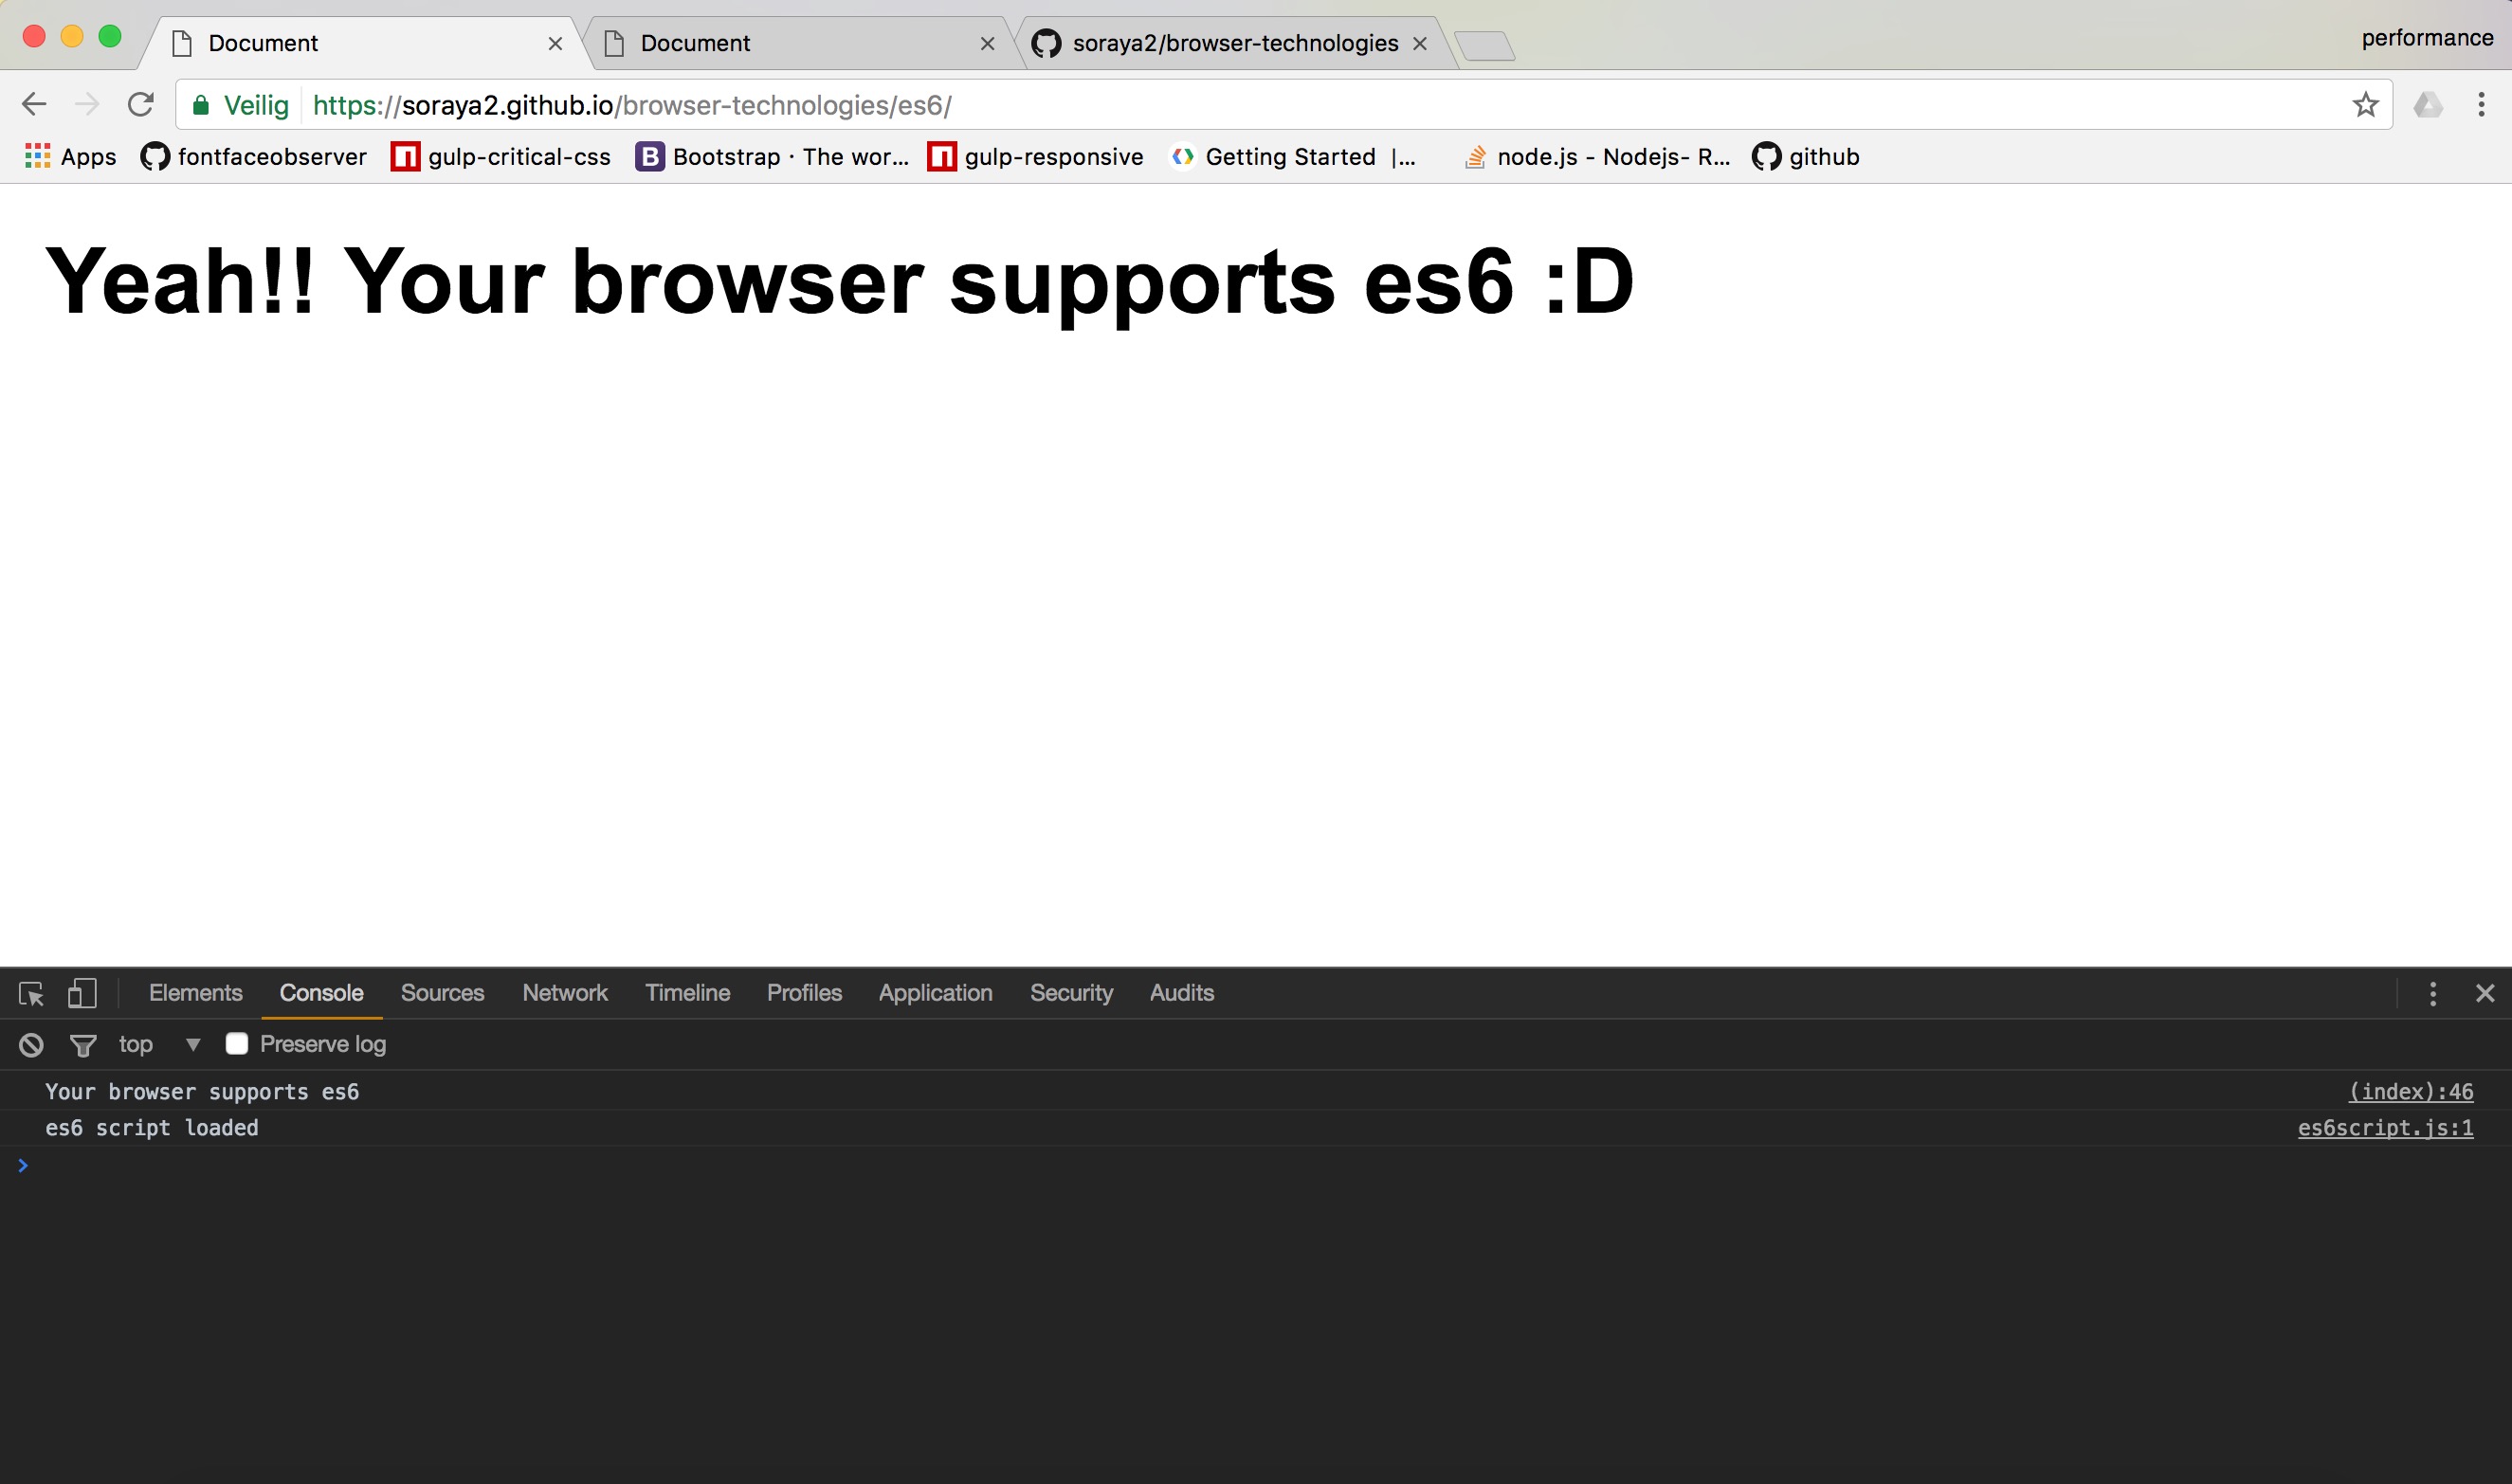 Document Document soraya2/browser-technologies performance
Veilig https://soraya2.github.io/browser-technologies/es6/
Apps fontfaceobserver gulp-critical-css B Bootstrap · The wor... gulp-responsive Getting Started |... node.js - Nodejs- R... github
Yeah!! Your browser supports es6 :D
Elements Console Sources Network Timeline Profiles Application Security Audits
top Preserve log
Your browser supports es6 (index):46
es6 script loaded es6script.js:1